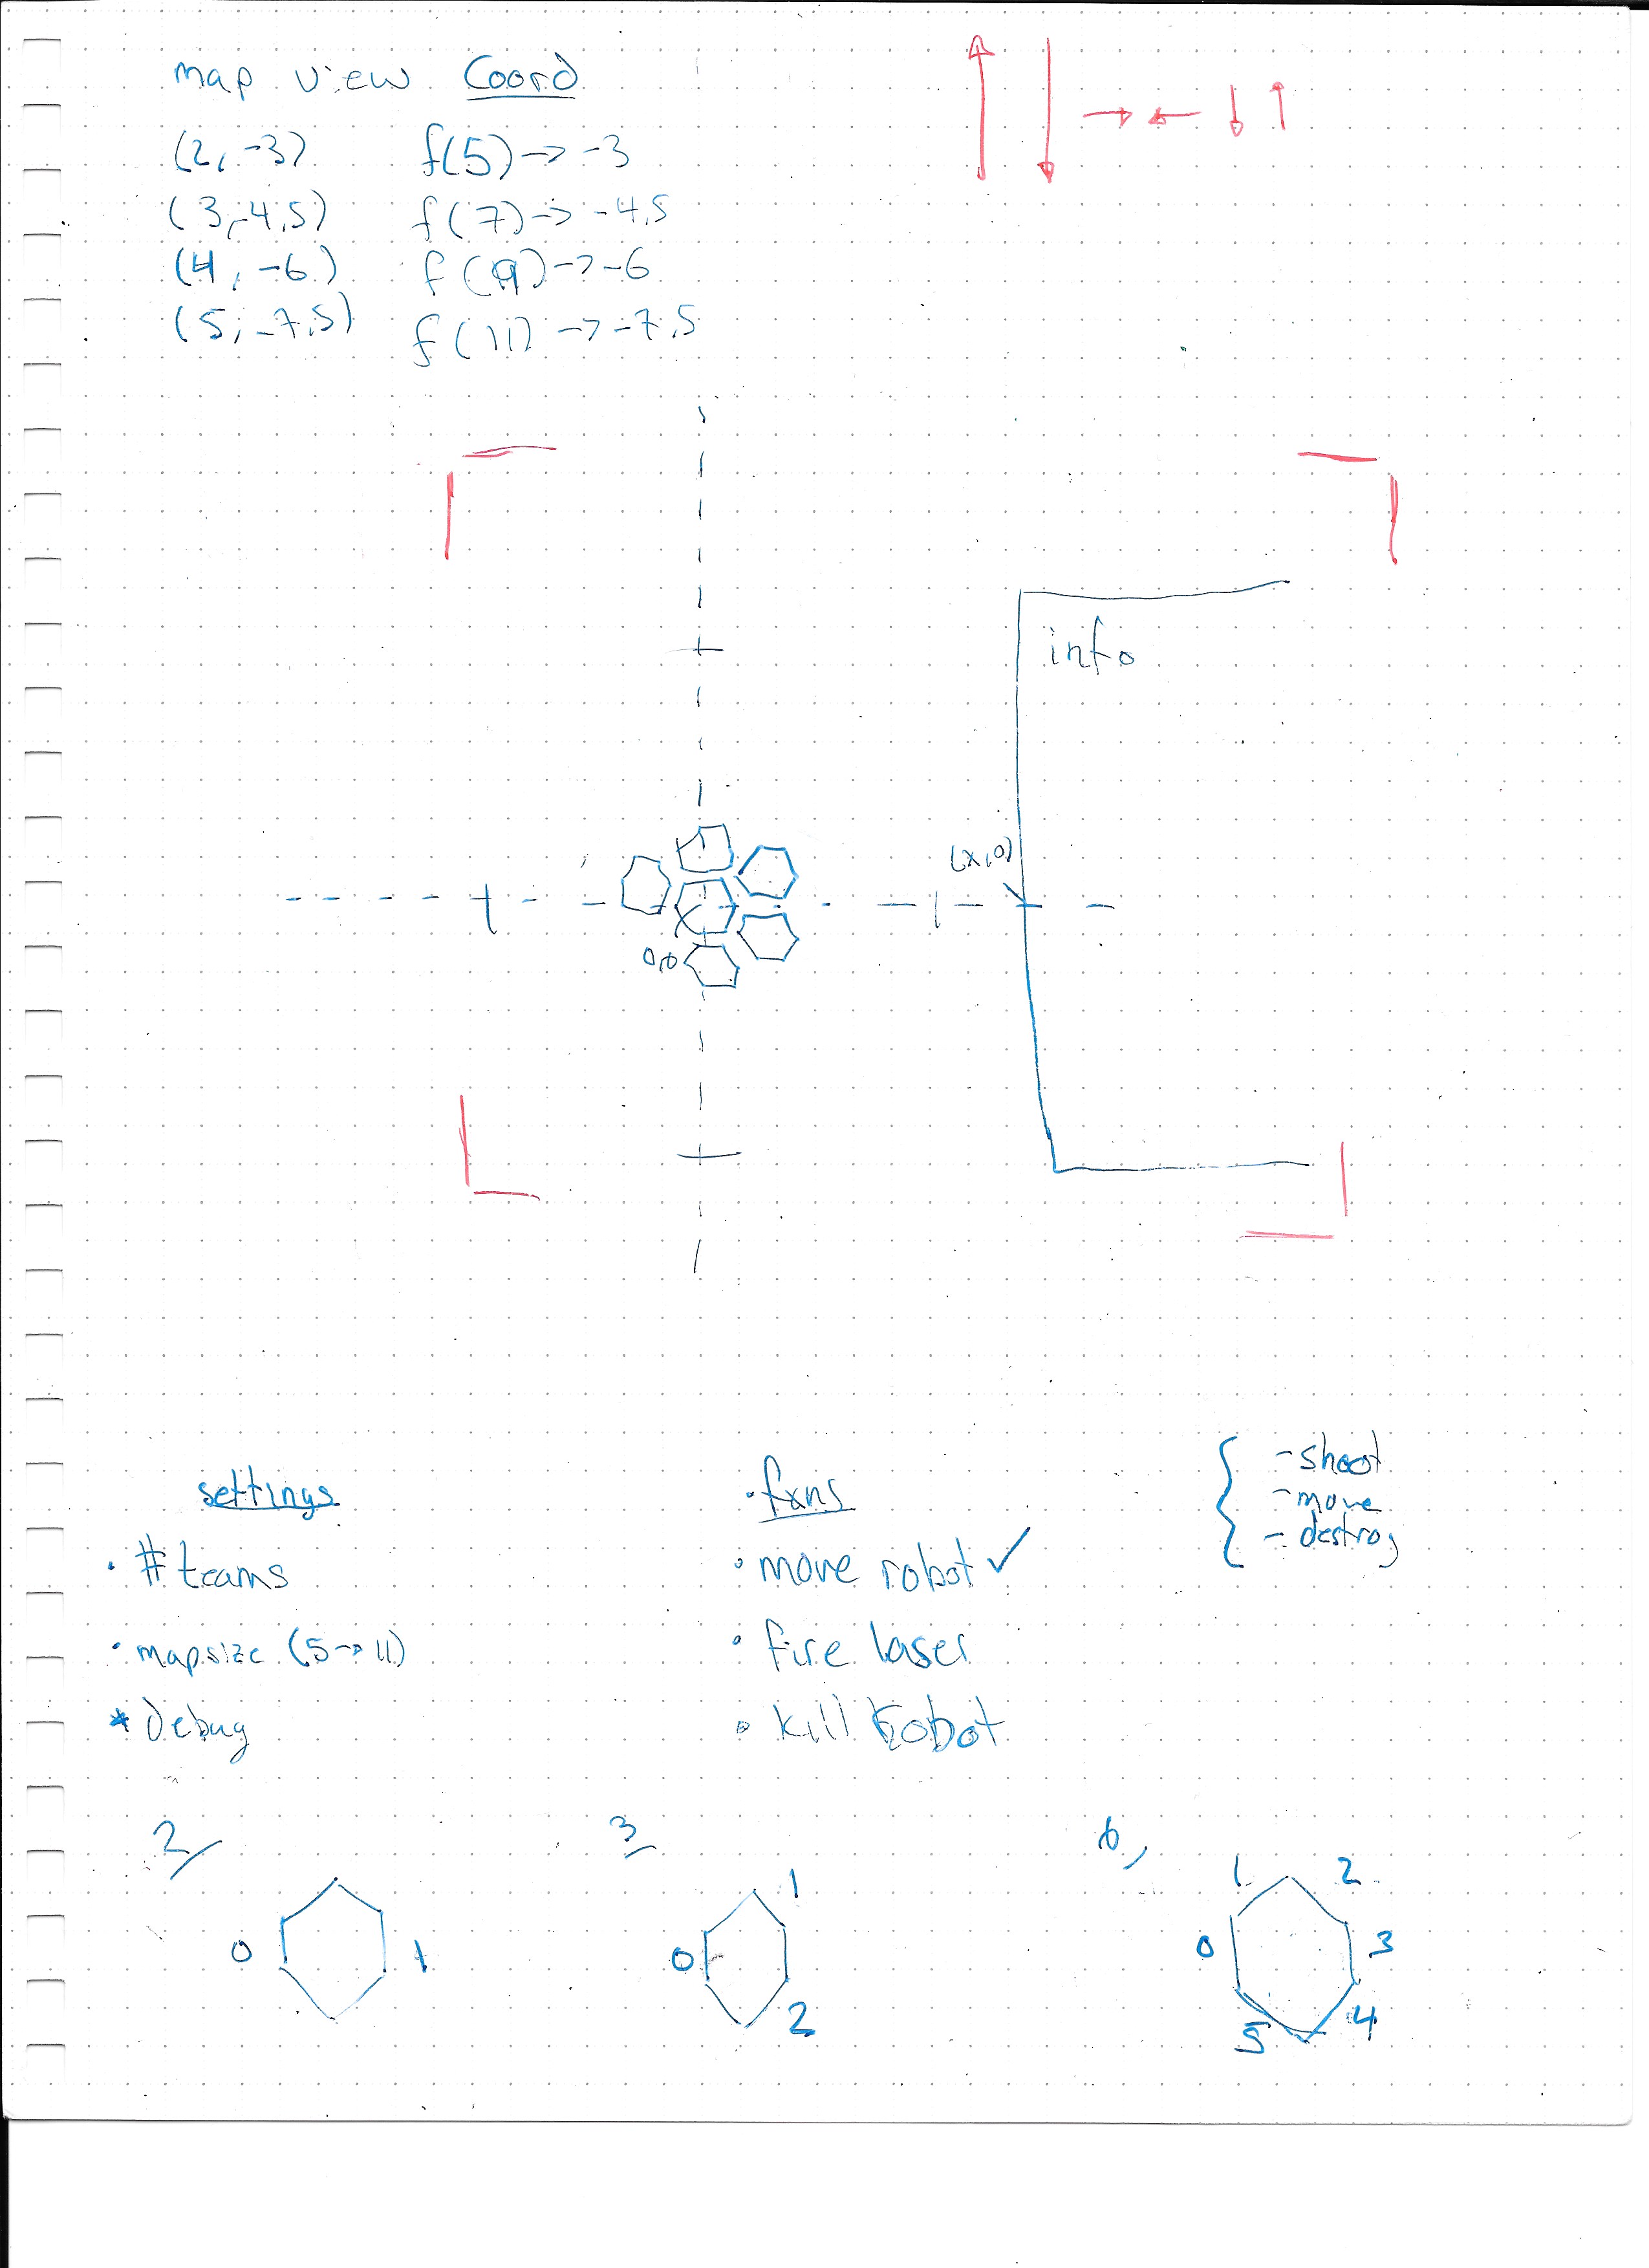 map view Coord
(2, -3) f(5) -> -3
(3, -4,5) f(7) -> -4,5
(4, -6) f(9) -> -6
(5, -7,5) f(11) -> -7,5
info
(x,0)
0,0
settings
• # teams
• mapsize (5->11)
* Debug
• fxns
• move robot ✓
• fire laser
• kill robot
- shoot
- move
- destroy
2
0 1
3
1
0
2
6
1 2
0 3
5 4